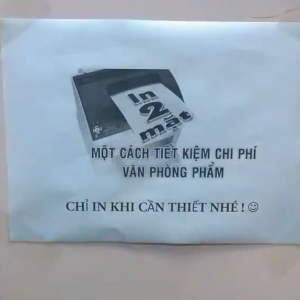 In
2
mặt
MỘT CÁCH TIẾT KIỆM CHI PHÍ
VĂN PHÒNG PHẨM
CHỈ IN KHI CẦN THIẾT NHÉ ! ☺